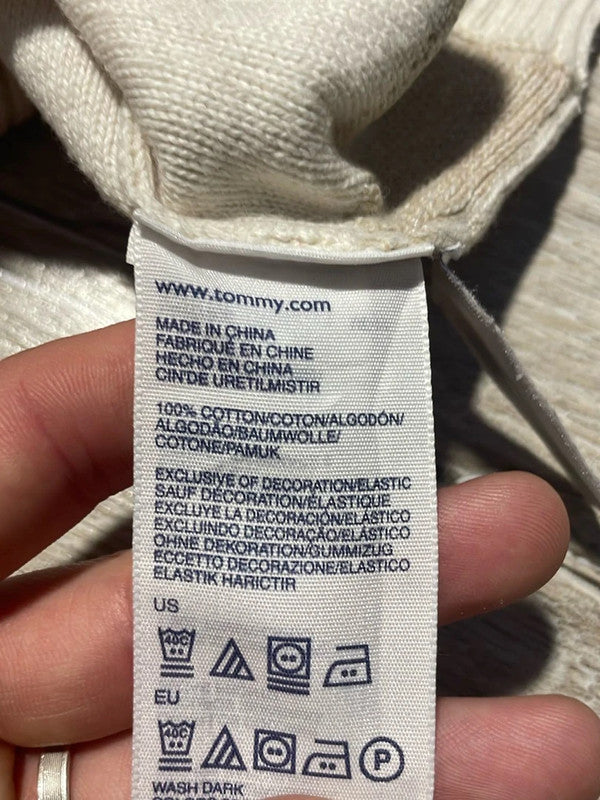 www.tommy.com
MADE IN CHINA
FABRIQUÉ EN CHINE
HECHO EN CHINA
CIN'DE URETILMISTIR
100% COTTON/COTON/ALGODÓN/
ALGODÃO/BAUMWOLLE/
COTONE/PAMUK
EXCLUSIVE OF DECORATION/ELASTIC
SAUF DECORATION/ÉLASTIQUE
EXCLUYE LA DECORACIÓN/ELÁSTICO
EXCLUINDO DECORAÇÃO/ELÁSTICO
OHNE DEKORATION/GUMMIZUG
ECCETTO DECORAZIONE/ELASTICO
ELASTIK HARICTIR
US
40C
EU
40C P
WASH DARK